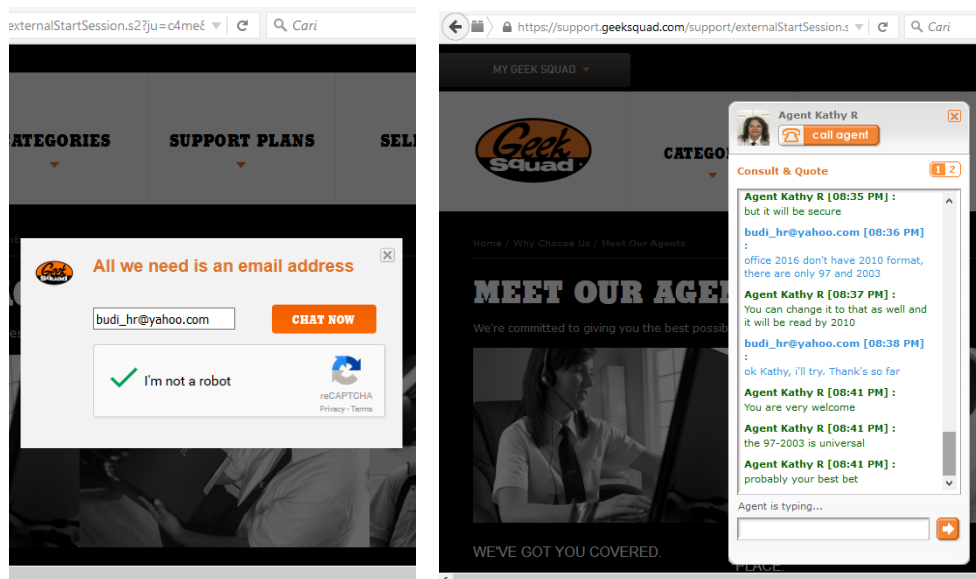 externalStartSession.s2?ju=c4me&
Cari
ATEGORIES
SUPPORT PLANS
SELL
Geek
Squad
All we need is an email address
budi_hr@yahoo.com
CHAT NOW
I'm not a robot
reCAPTCHA
Privacy - Terms
https://support.geeksquad.com/support/externalStartSession.s
Cari
MY GEEK SQUAD
Geek
Squad
CATEGO
Home / Why Choose Us / Meet Our Agents
MEET OUR AGE
We're committed to giving you the best possib
WE'VE GOT YOU COVERED.
PLACE.
Agent Kathy R
call agent
Consult & Quote
1 2
Agent Kathy R [08:35 PM] :
but it will be secure
budi_hr@yahoo.com [08:36 PM]
:
office 2016 don't have 2010 format,
there are only 97 and 2003
Agent Kathy R [08:37 PM] :
You can change it to that as well and
it will be read by 2010
budi_hr@yahoo.com [08:38 PM]
:
ok Kathy, i'll try. Thank's so far
Agent Kathy R [08:41 PM] :
You are very welcome
Agent Kathy R [08:41 PM] :
the 97-2003 is universal
Agent Kathy R [08:41 PM] :
probably your best bet
Agent is typing...